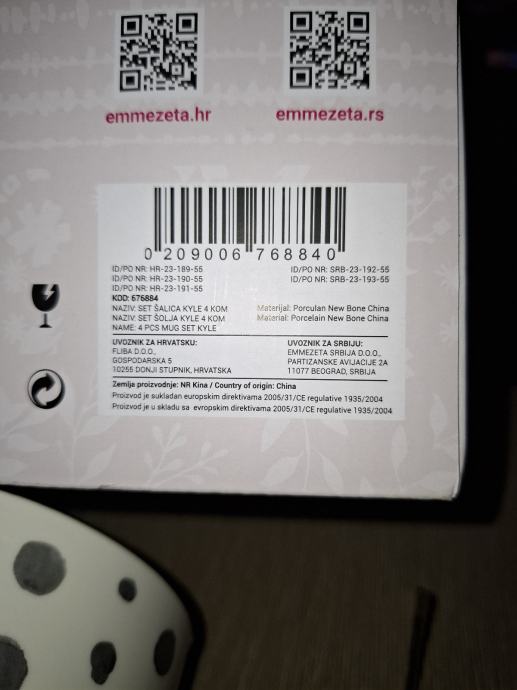 emmezeta.hr emmezeta.rs
0 209006 768840
ID/PO NR: HR-23-189-55 ID/PO NR: SRB-23-192-55
ID/PO NR: HR-23-190-55 ID/PO NR: SRB-23-193-55
ID/PO NR: HR-23-191-55
KOD: 676884
NAZIV: SET ŠALICA KYLE 4 KOM Materijal: Porculan New Bone China
NAZIV: SET ŠOLJA KYLE 4 KOM Material: Porcelain New Bone China
NAME: 4 PCS MUG SET KYLE
UVOZNIK ZA HRVATSKU: UVOZNIK ZA SRBIJU:
FLIBA D.O.O., EMMEZETA SRBIJA D.O.O.,
GOSPODARSKA 5 PARTIZANSKE AVIJACIJE 2A
10255 DONJI STUPNIK, HRVATSKA 11077 BEOGRAD, SRBIJA
Zemlja proizvodnje: NR Kina / Country of origin: China
Proizvod je sukladan europskim direktivama 2005/31/CE regulative 1935/2004
Proizvod je u skladu sa evropskim direktivama 2005/31/CE regulative 1935/2004